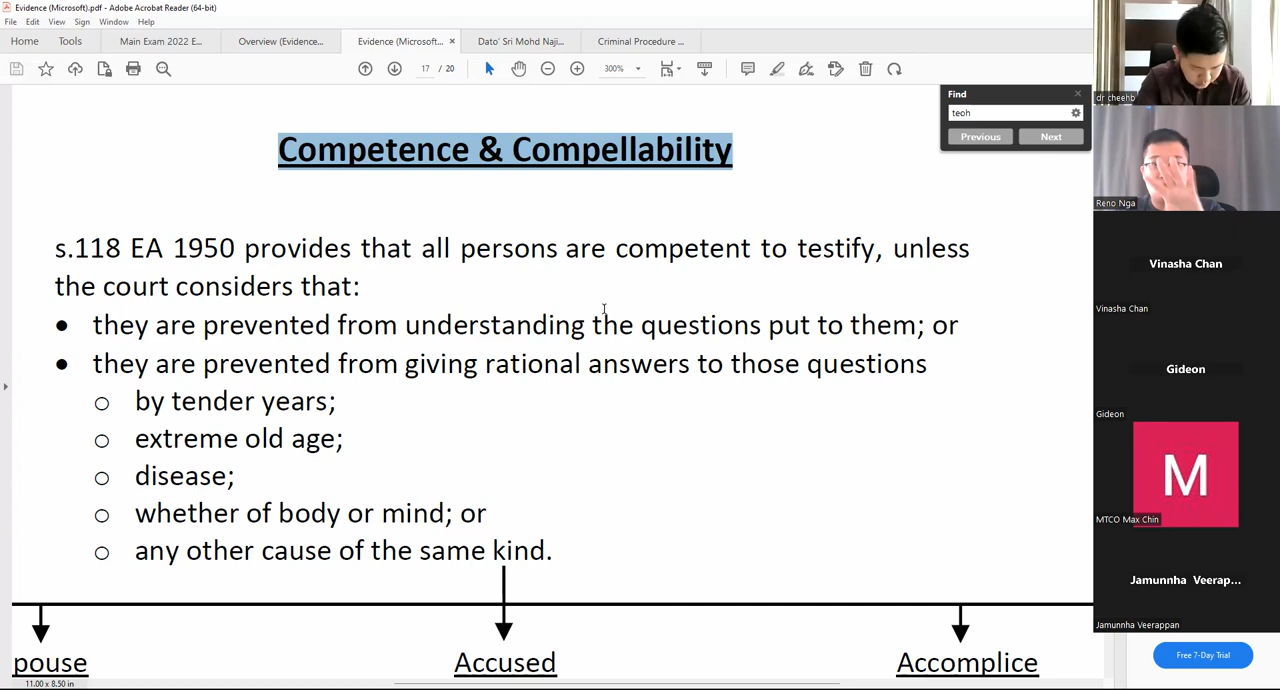 Evidence (Microsoft).pdf - Adobe Acrobat Reader (64-bit)
File Edit View Sign Window Help
Home Tools Main Exam 2022 E... Overview (Evidence... Evidence (Microsoft... × Dato' Sri Mohd Naji... Criminal Procedure ...
17 / 20 300%
Find
teoh
Previous Next
Competence & Compellability
s.118 EA 1950 provides that all persons are competent to testify, unless
the court considers that:
• they are prevented from understanding the questions put to them; or
• they are prevented from giving rational answers to those questions
o by tender years;
o extreme old age;
o disease;
o whether of body or mind; or
o any other cause of the same kind.
pouse Accused Accomplice
11.00 x 8.50 in
dr cheehb
Reno Nga
Vinasha Chan
Vinasha Chan
Gideon
Gideon
M
MTCO Max Chin
Jamunnha Veerap...
Jamunnha Veerappan
Free 7-Day Trial